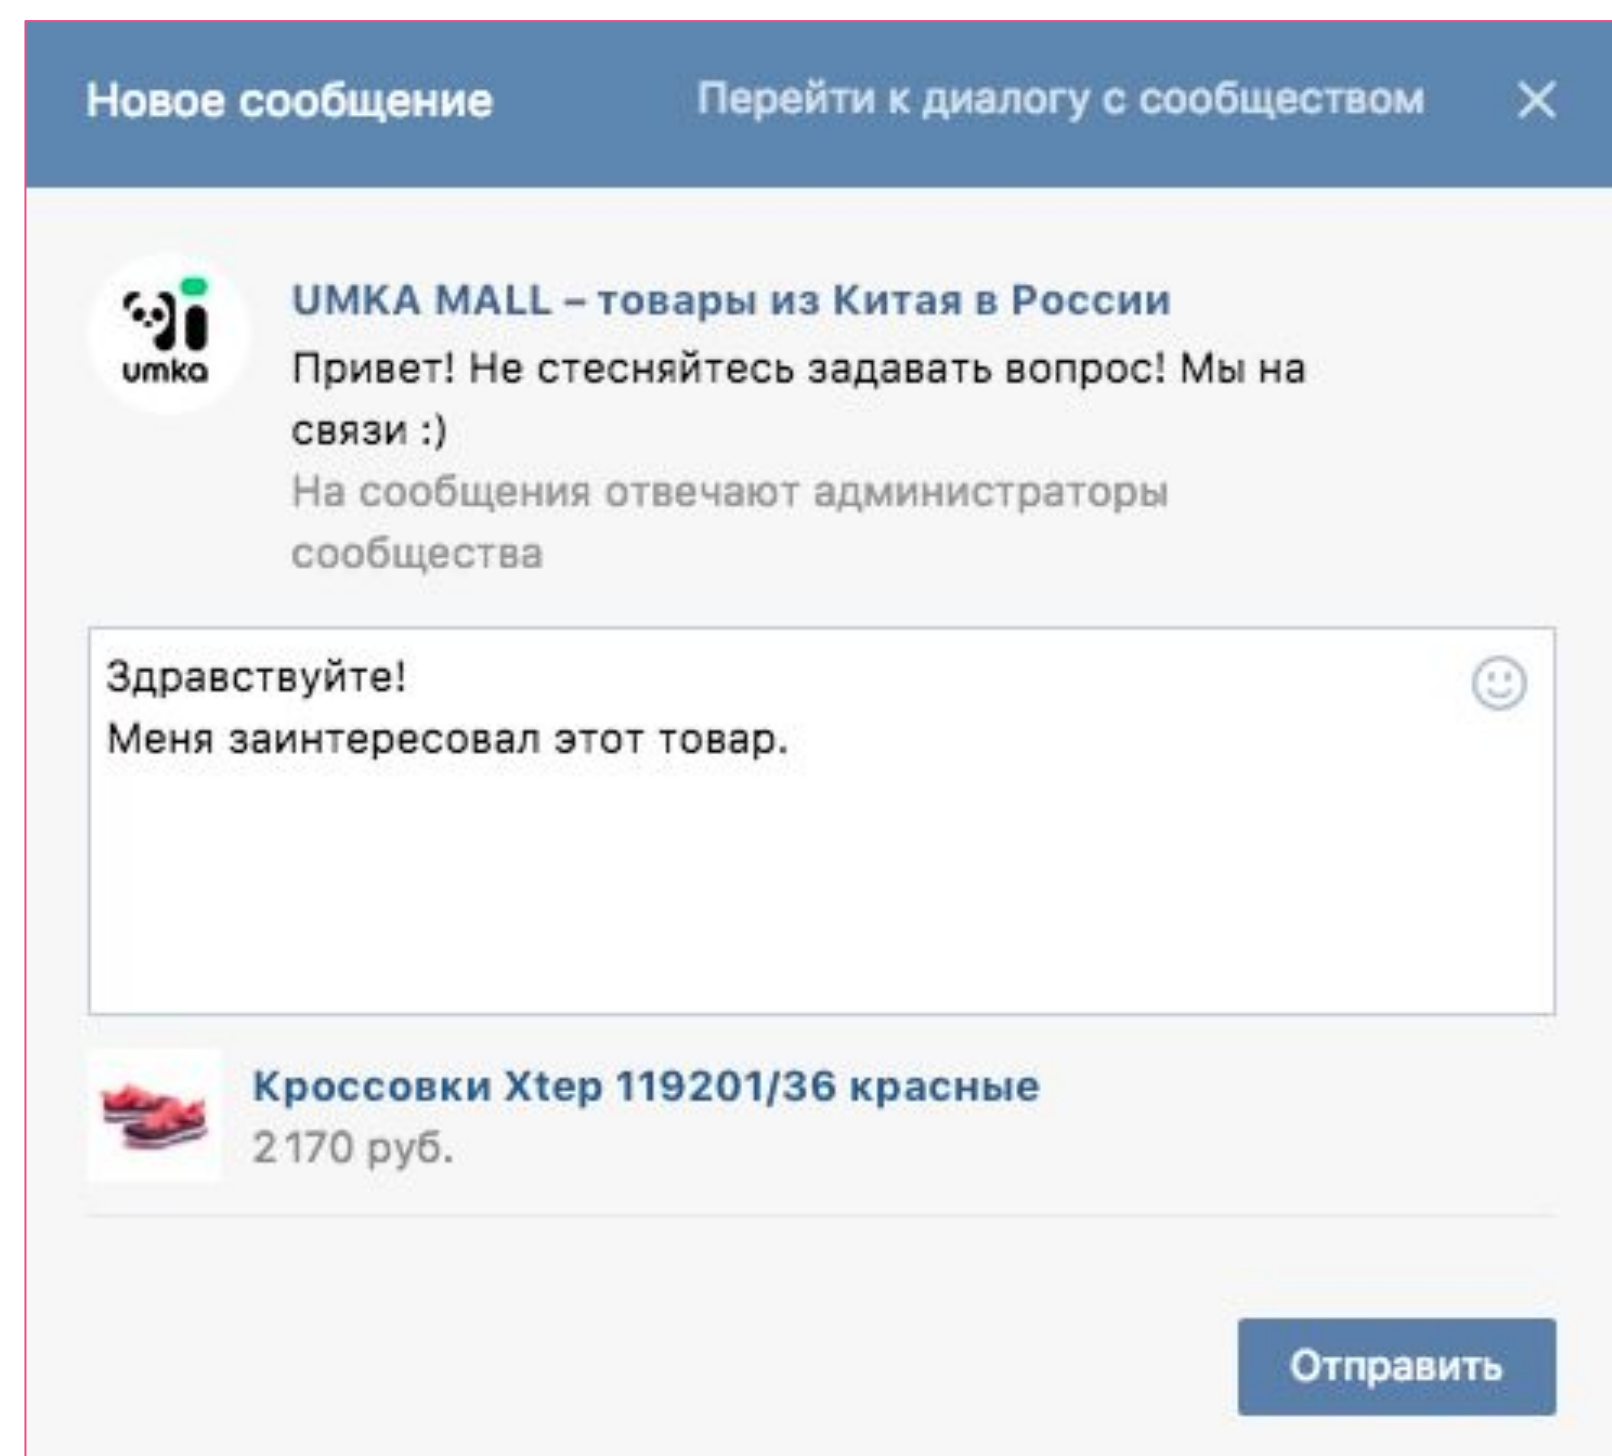 Новое сообщение Перейти к диалогу с сообществом
umka
UMKA MALL – товары из Китая в России
Привет! Не стесняйтесь задавать вопрос! Мы на
связи :)
На сообщения отвечают администраторы
сообщества
Здравствуйте!
Меня заинтересовал этот товар.
Кроссовки Xtep 119201/36 красные
2 170 руб.
Отправить